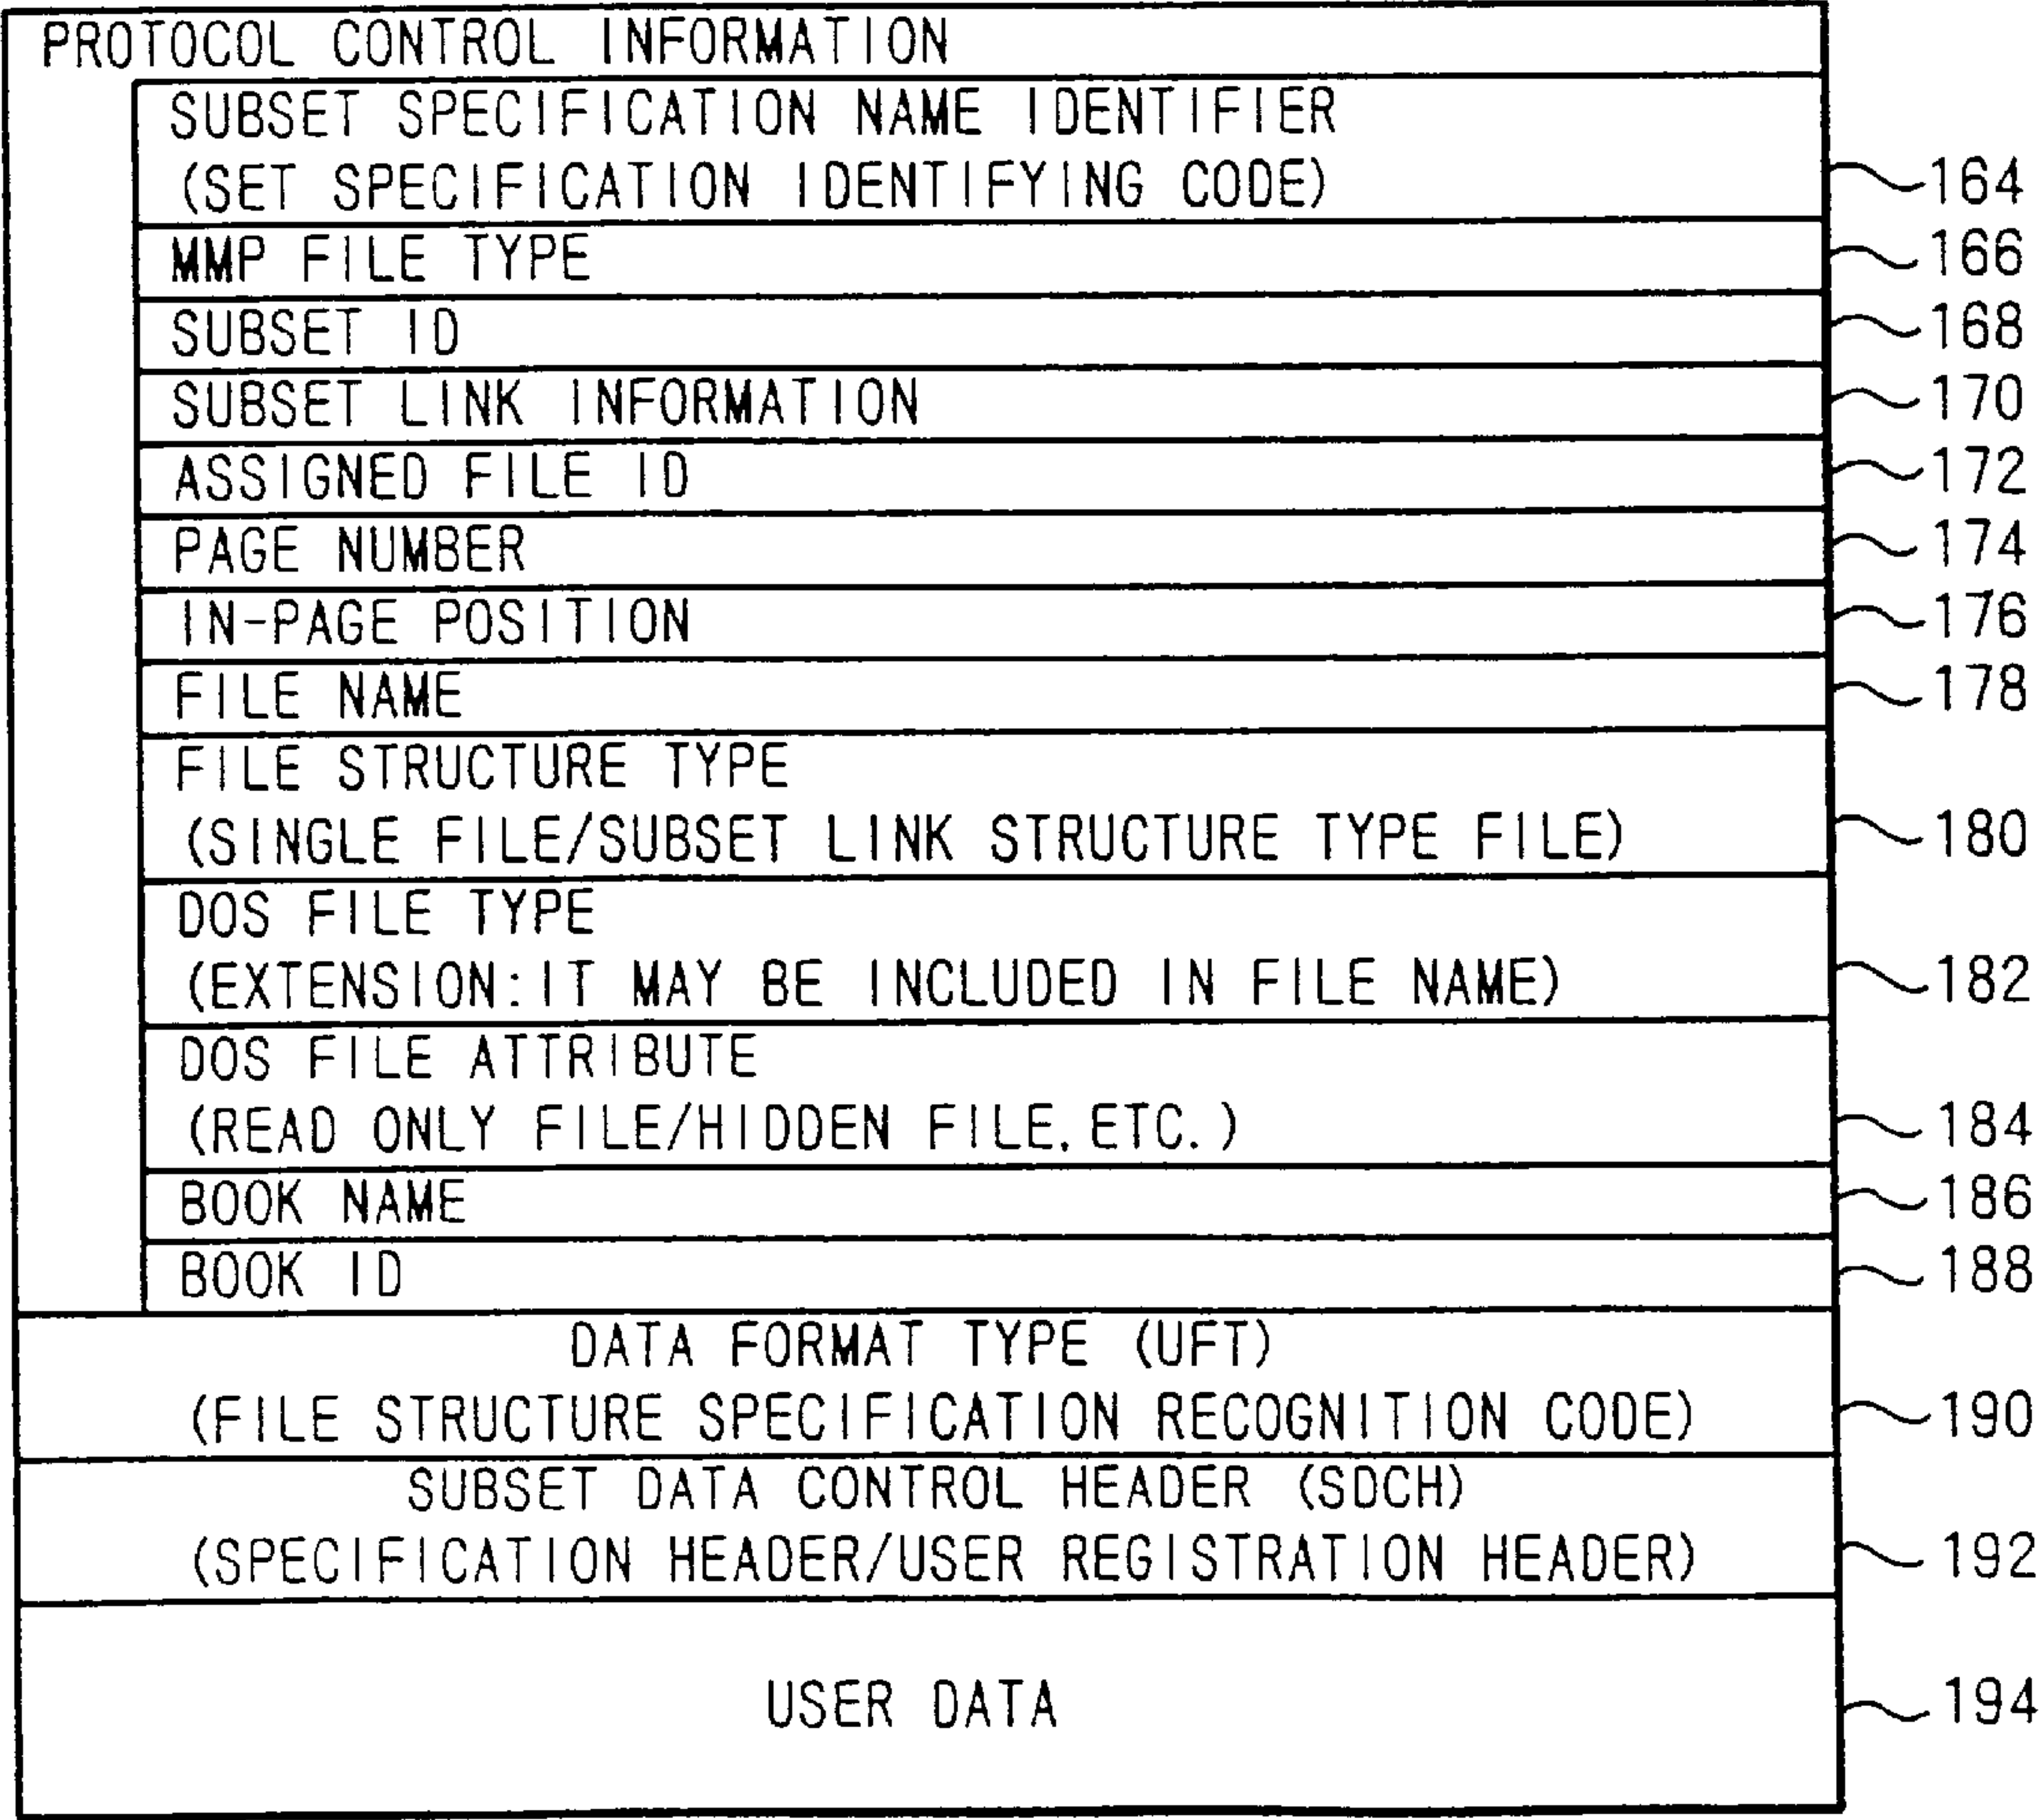 PROTOCOL CONTROL INFORMATION
SUBSET SPECIFICATION NAME IDENTIFIER
(SET SPECIFICATION IDENTIFYING CODE) 164
MMP FILE TYPE 166
SUBSET ID 168
SUBSET LINK INFORMATION 170
ASSIGNED FILE ID 172
PAGE NUMBER 174
IN-PAGE POSITION 176
FILE NAME 178
FILE STRUCTURE TYPE
(SINGLE FILE/SUBSET LINK STRUCTURE TYPE FILE) 180
DOS FILE TYPE
(EXTENSION:IT MAY BE INCLUDED IN FILE NAME) 182
DOS FILE ATTRIBUTE
(READ ONLY FILE/HIDDEN FILE, ETC.) 184
BOOK NAME 186
BOOK ID 188
DATA FORMAT TYPE (UFT)
(FILE STRUCTURE SPECIFICATION RECOGNITION CODE) 190
SUBSET DATA CONTROL HEADER (SDCH)
(SPECIFICATION HEADER/USER REGISTRATION HEADER) 192
USER DATA 194